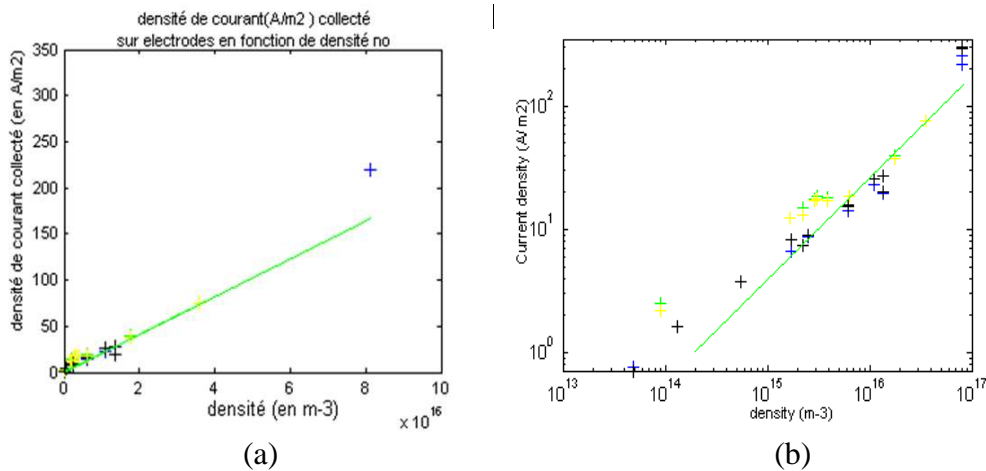 densité de courant(A/m2 ) collecté
sur electrodes en fonction de densité no
densité de courant collecté (en A/m2)
350
300
250
200
150
100
50
0
0 2 4 6 8 10
x 10^16
densité (en m-3)
(a)
Current density (A/ m2)
10^2
10^1
10^0
10^13 10^14 10^15 10^16 10^17
density (m-3)
(b)